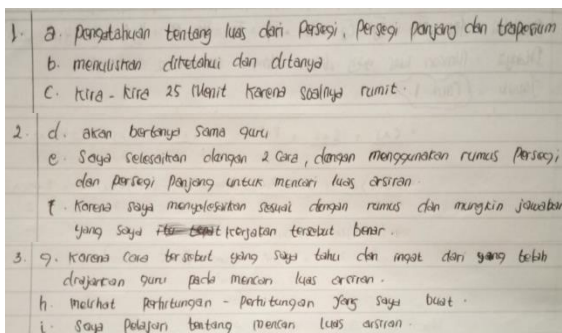 1. a. Pengetahuan tentang luas dari Persegi, Persegi Panjang dan trapesium
b. menuliskan diketahui dan ditanya
c. kira - kira 25 Menit karena soalnya rumit.
2. d. akan bertanya sama guru
e. Saya selesaikan dengan 2 cara, dengan menggunakan rumus Persegi,
dan persegi Panjang untuk mencari luas arsiran.
f. Karena saya menyelesaikan sesuai dengan rumus dan mungkin jawaban
yang saya kerjakan tersebut benar.
3. g. Karena cara tersebut yang saya tahu dan ingat dari yang telah
diajarkan guru pada mencari luas arsiran.
h. melihat Perhitungan - perhitungan yang saya buat.
i. Saya Pelajari tentang mencari luas arsiran.